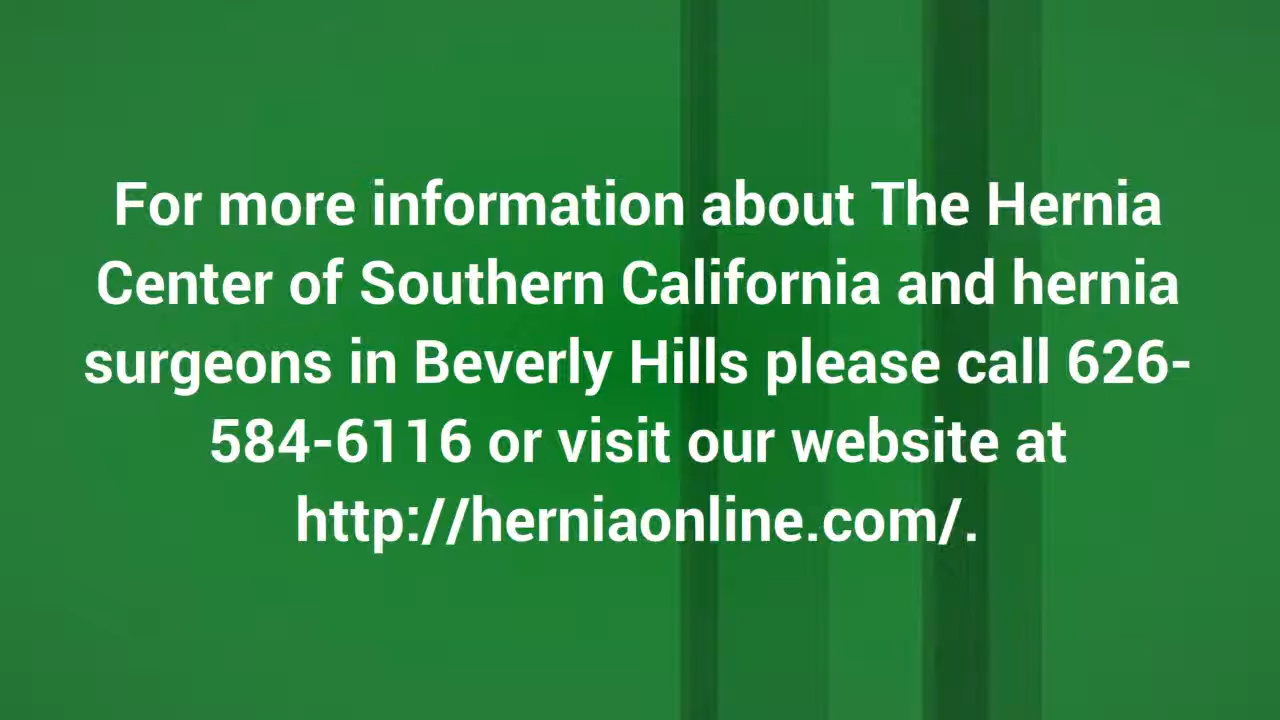 For more information about The Hernia
Center of Southern California and hernia
surgeons in Beverly Hills please call 626-
584-6116 or visit our website at
http://herniaonline.com/.